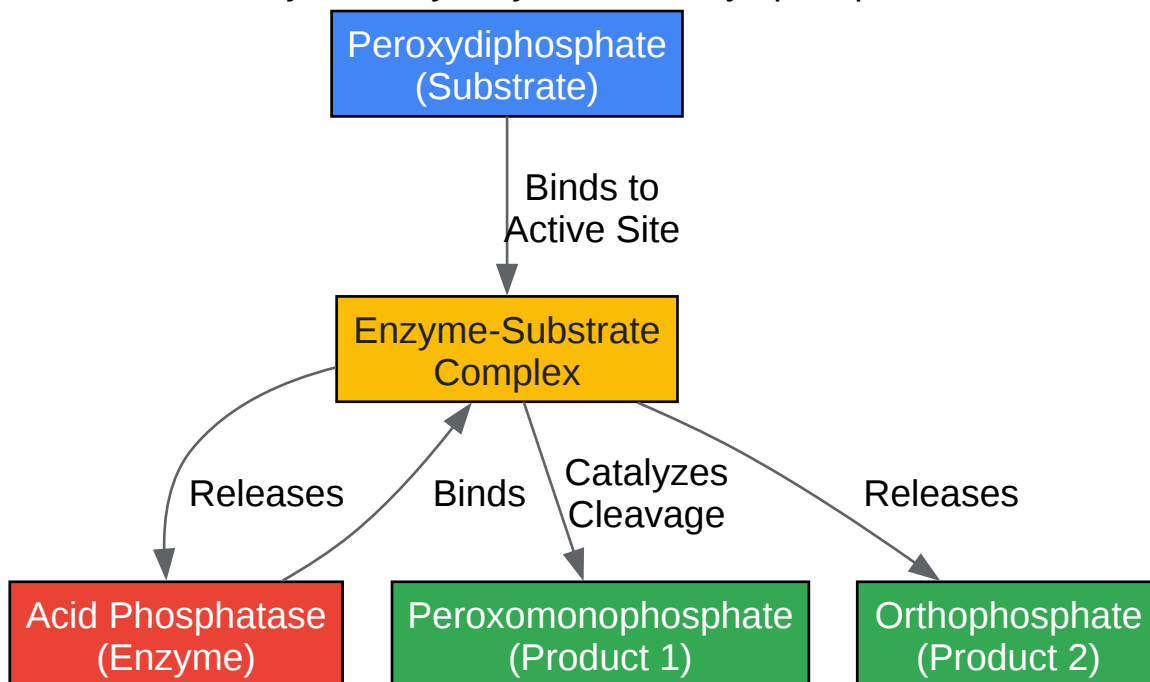 Peroxydiphosphate
(Substrate)
Binds to
Active Site
Enzyme-Substrate
Complex
Releases
Binds
Catalyzes
Cleavage
Releases
Acid Phosphatase
(Enzyme)
Peroxomonophosphate
(Product 1)
Orthophosphate
(Product 2)